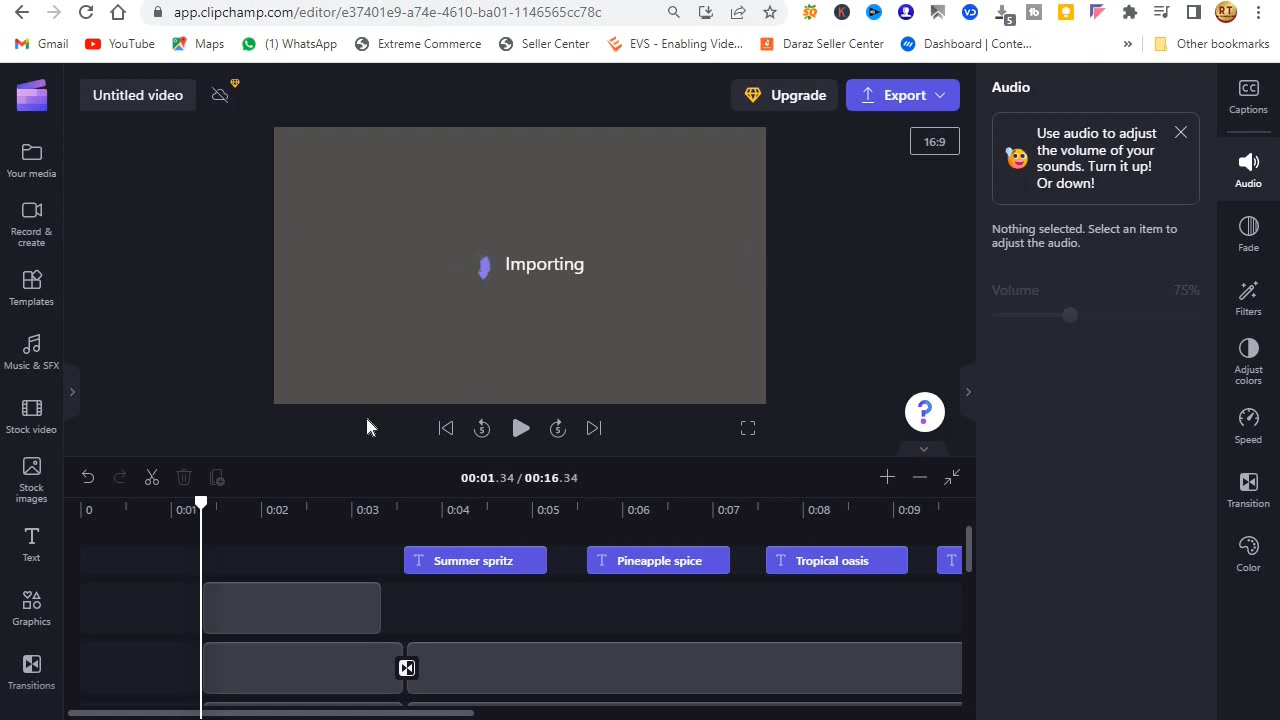 app.clipchamp.com/editor/e37401e9-a74e-4610-ba01-1146565cc78c
5
RT
Gmail
YouTube
Maps
(1) WhatsApp
Extreme Commerce
Seller Center
EVS - Enabling Vide...
Daraz Seller Center
Dashboard | Conte...
»
Other bookmarks
Untitled video
Upgrade
Export
16:9
Importing
Your media
Record &
create
Templates
Music & SFX
Stock video
Stock
images
Text
Graphics
Transitions
Audio
Use audio to adjust
the volume of your
sounds. Turn it up!
Or down!
Nothing selected. Select an item to
adjust the audio.
Volume 75%
CC
Captions
Audio
Fade
Filters
Adjust
colors
Speed
Transition
Color
5
5
?
00:01.34 / 00:16.34
0 0:01 0:02 0:03 0:04 0:05 0:06 0:07 0:08 0:09
T Summer spritz
T Pineapple spice
T Tropical oasis
T